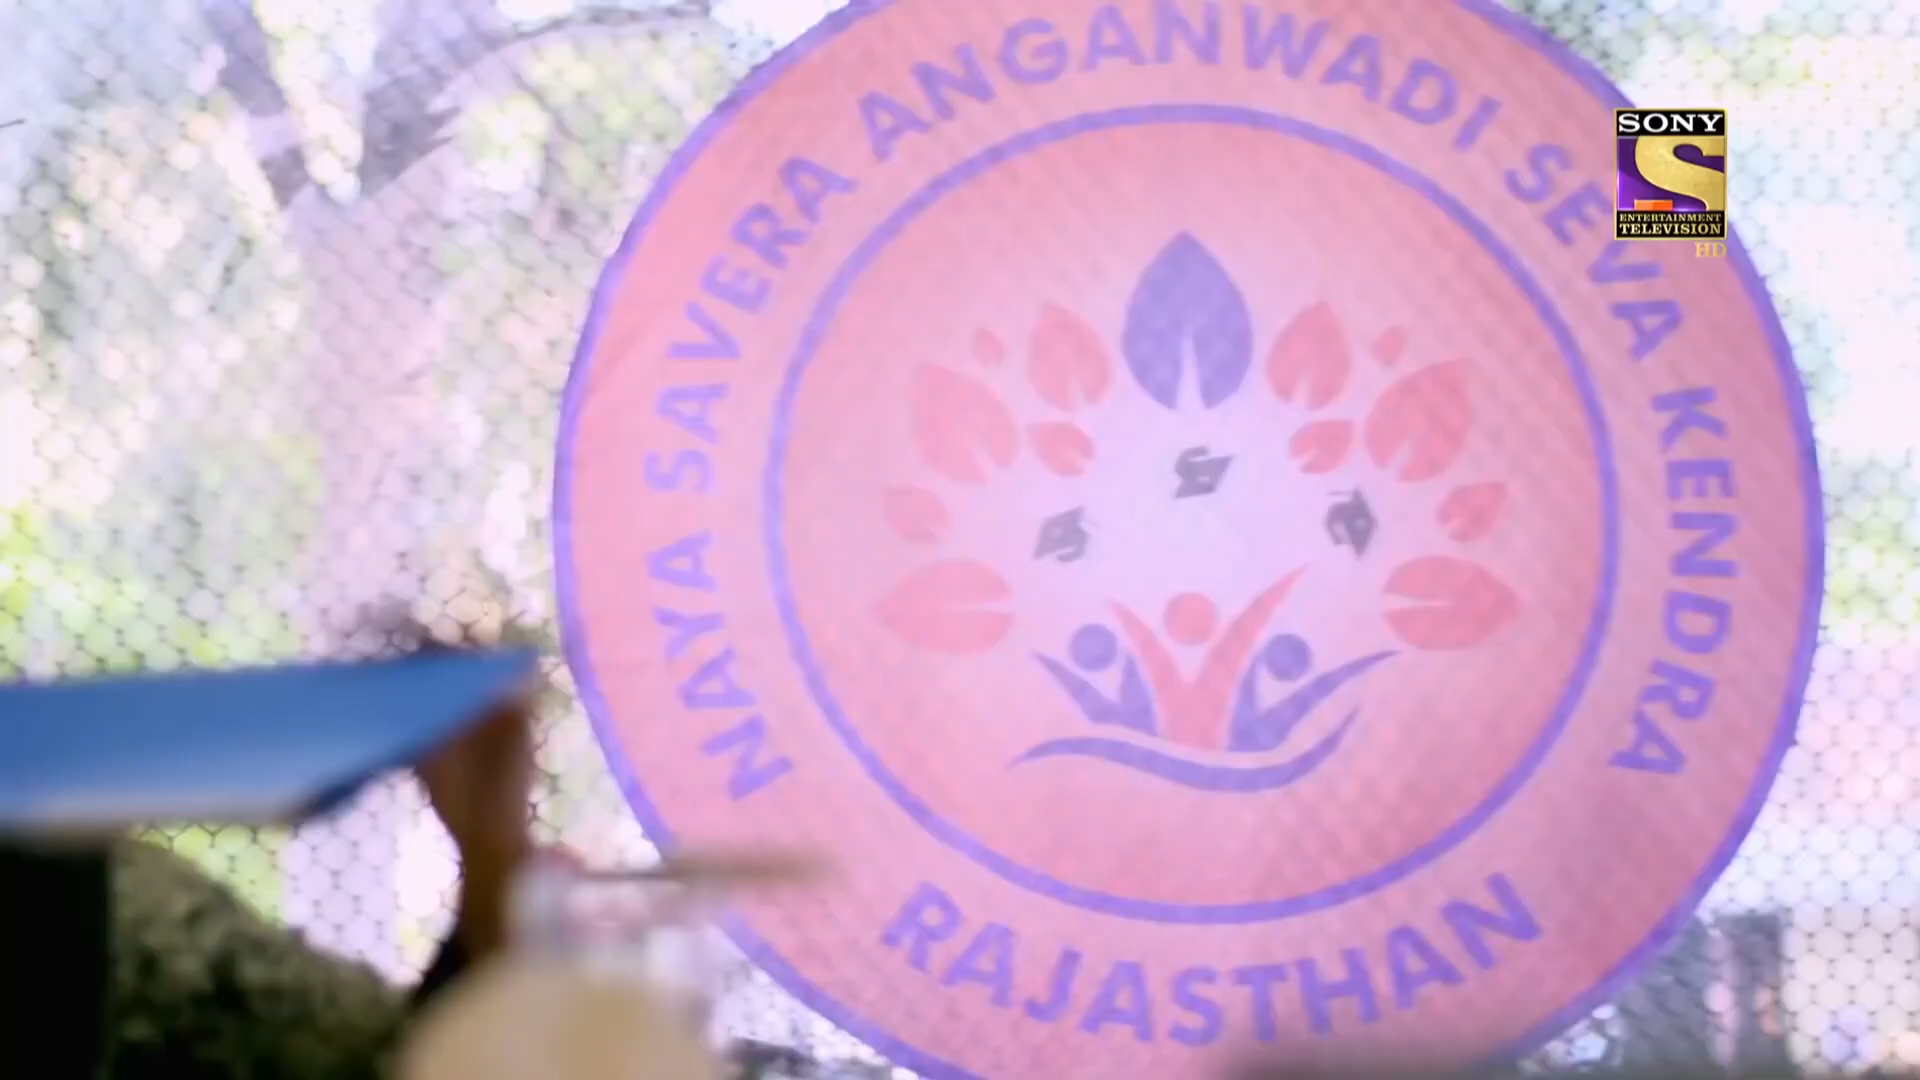 NAYA SAVERA ANGANWADI SEVA KENDRA
RAJASTHAN
SONY
ENTERTAINMENT
TELEVISION
HD